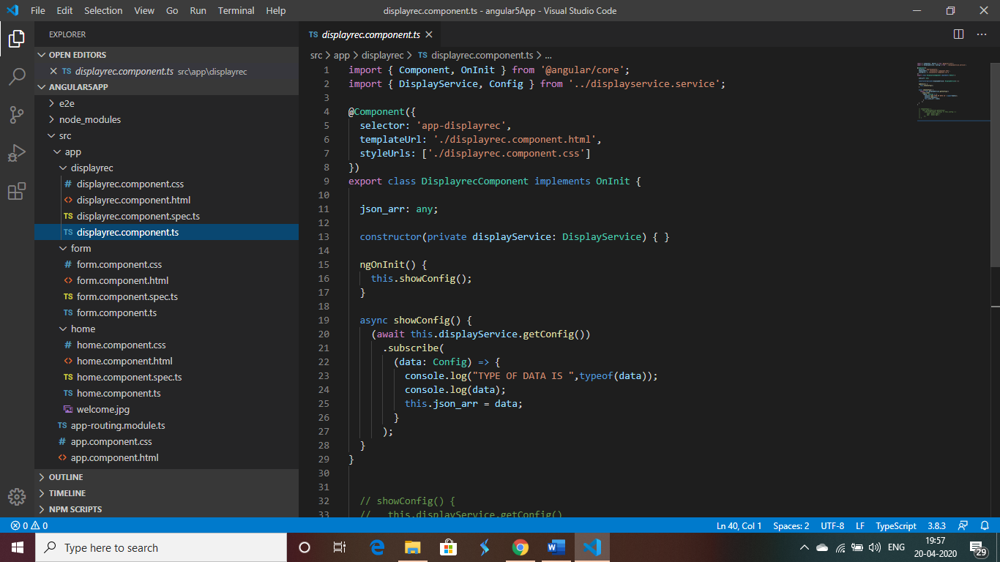 File Edit Selection View Go Run Terminal Help
displayrec.component.ts - angular5App - Visual Studio Code
EXPLORER
OPEN EDITORS
TS displayrec.component.ts src\app\displayrec
ANGULAR5APP
e2e
node_modules
src
app
displayrec
# displayrec.component.css
<> displayrec.component.html
TS displayrec.component.spec.ts
TS displayrec.component.ts
form
# form.component.css
<> form.component.html
TS form.component.spec.ts
TS form.component.ts
home
# home.component.css
<> home.component.html
TS home.component.spec.ts
TS home.component.ts
welcome.jpg
TS app-routing.module.ts
# app.component.css
<> app.component.html
OUTLINE
TIMELINE
NPM SCRIPTS
TS displayrec.component.ts
src > app > displayrec > TS displayrec.component.ts > ...
1 import { Component, OnInit } from '@angular/core';
2 import { DisplayService, Config } from '../displayservice.service';
3
4 @Component({
5   selector: 'app-displayrec',
6   templateUrl: './displayrec.component.html',
7   styleUrls: ['./displayrec.component.css']
8 })
9 export class DisplayrecComponent implements OnInit {
10
11   json_arr: any;
12
13   constructor(private displayService: DisplayService) { }
14
15   ngOnInit() {
16     this.showConfig();
17   }
18
19   async showConfig() {
20     (await this.displayService.getConfig())
21       .subscribe(
22         (data: Config) => {
23           console.log("TYPE OF DATA IS ",typeof(data));
24           console.log(data);
25           this.json_arr = data;
26         }
27       );
28   }
29 }
30
31
32   // showConfig() {
33   //   this.displayService.getConfig()
0 0
Ln 40, Col 1 Spaces: 2 UTF-8 LF TypeScript 3.8.3
Type here to search
ENG
19:57
20-04-2020
29